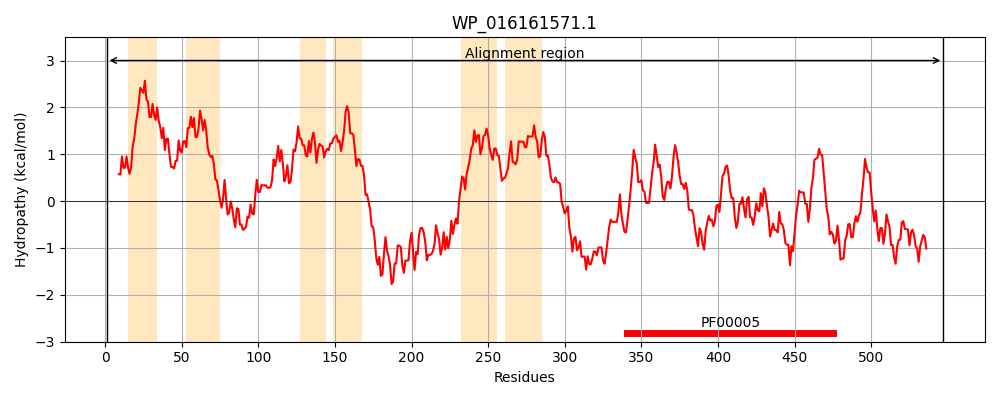 WP_016161571.1
Alignment region
3
2
1
0
−1
−2
−3
Hydropathy (kcal/mol)
PF00005
0 50 100 150 200 250 300 350 400 450 500
Residues